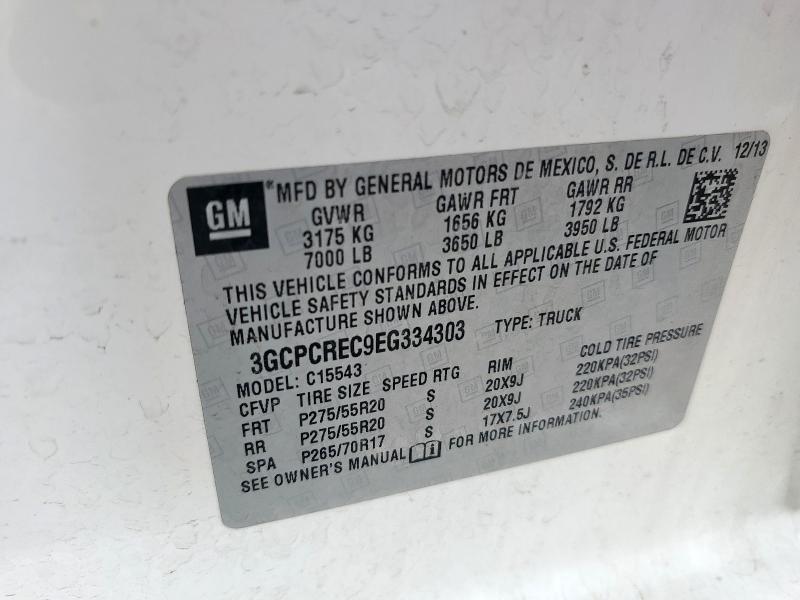 GM MFD BY GENERAL MOTORS DE MEXICO, S. DE R.L. DE C.V. 12/13
GVWR GAWR FRT GAWR RR
3175 KG 1656 KG 1792 KG
7000 LB 3650 LB 3950 LB
THIS VEHICLE CONFORMS TO ALL APPLICABLE U.S. FEDERAL MOTOR
VEHICLE SAFETY STANDARDS IN EFFECT ON THE DATE OF
MANUFACTURE SHOWN ABOVE.
3GCPCREC9EG334303 TYPE: TRUCK
MODEL: C15543
CFVP TIRE SIZE SPEED RTG RIM COLD TIRE PRESSURE
FRT P275/55R20 S 20X9J 220KPA(32PSI)
RR P275/55R20 S 20X9J 220KPA(32PSI)
SPA P265/70R17 S 17X7.5J 240KPA(35PSI)
SEE OWNER'S MANUAL FOR MORE INFORMATION.